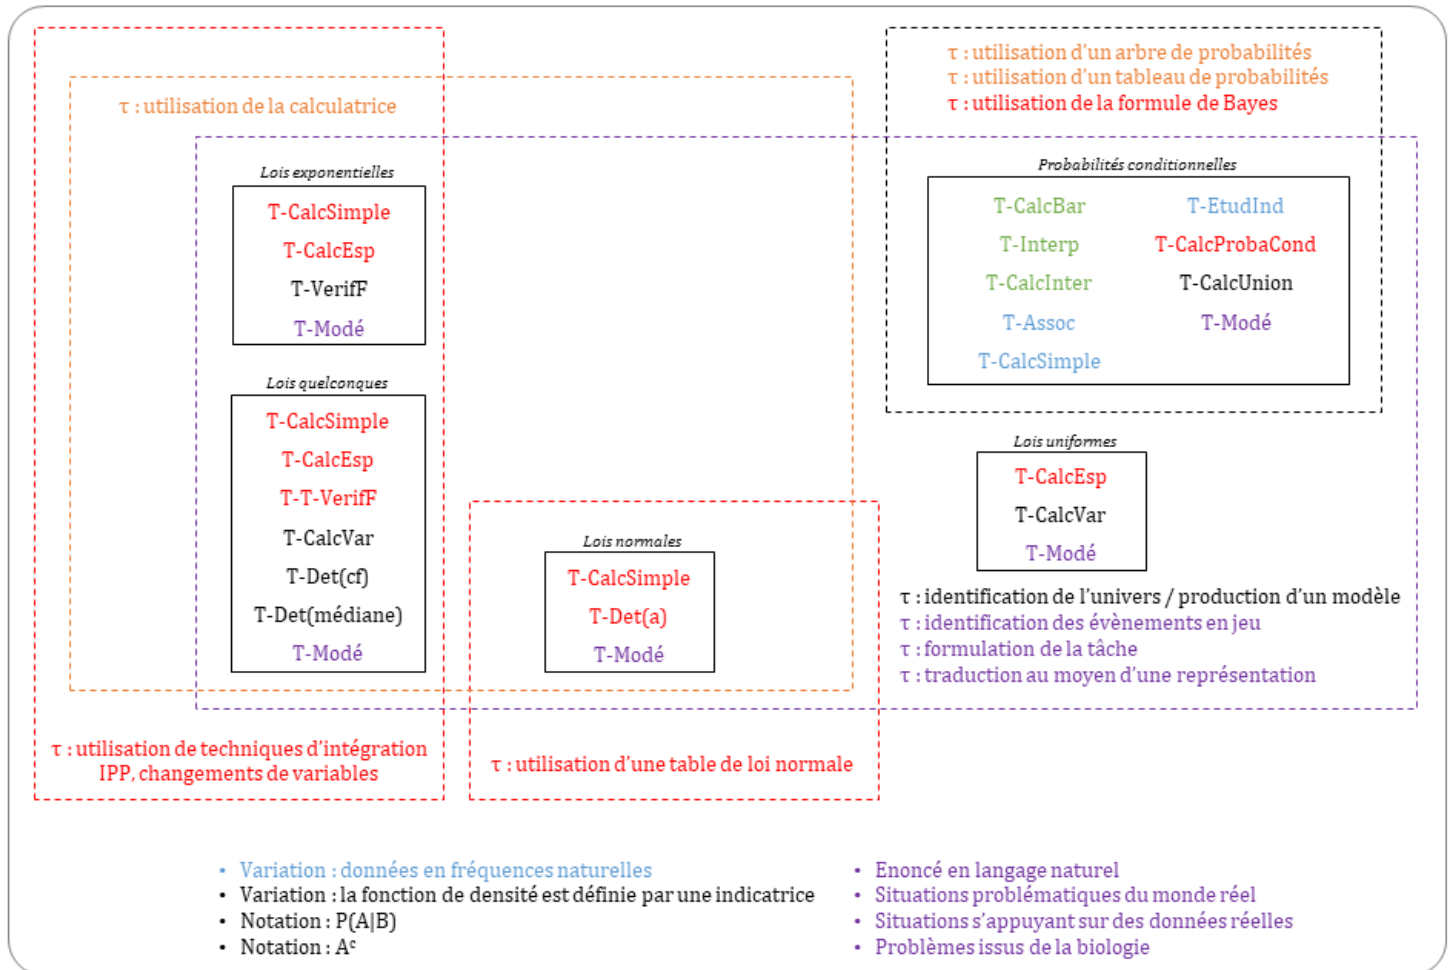 τ : utilisation de la calculatrice
τ : utilisation d'un arbre de probabilités
τ : utilisation d'un tableau de probabilités
τ : utilisation de la formule de Bayes
Lois exponentielles
T-CalcSimple
T-CalcEsp
T-VerifF
T-Modé
Lois quelconques
T-CalcSimple
T-CalcEsp
T-T-VerifF
T-CalcVar
T-Det(cf)
T-Det(médiane)
T-Modé
Lois normales
T-CalcSimple
T-Det(a)
T-Modé
Probabilités conditionnelles
T-CalcBar
T-Interp
T-CalcInter
T-Assoc
T-CalcSimple
T-EtudInd
T-CalcProbaCond
T-CalcUnion
T-Modé
Lois uniformes
T-CalcEsp
T-CalcVar
T-Modé
τ : identification de l'univers / production d'un modèle
τ : identification des évènements en jeu
τ : formulation de la tâche
τ : traduction au moyen d'une représentation
τ : utilisation de techniques d'intégration
IPP, changements de variables
τ : utilisation d'une table de loi normale
• Variation : données en fréquences naturelles
• Variation : la fonction de densité est définie par une indicatrice
• Notation : P(A|B)
• Notation : Aᶜ
• Enoncé en langage naturel
• Situations problématiques du monde réel
• Situations s'appuyant sur des données réelles
• Problèmes issus de la biologie